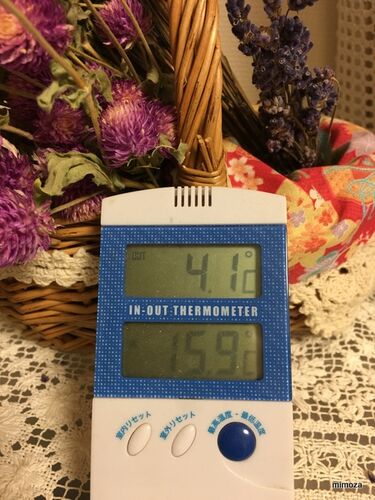 OUT
4.1°C
IN-OUT THERMOMETER
15.9°C
室内リセット
室外リセット
最高温度・最低温度
mimoza